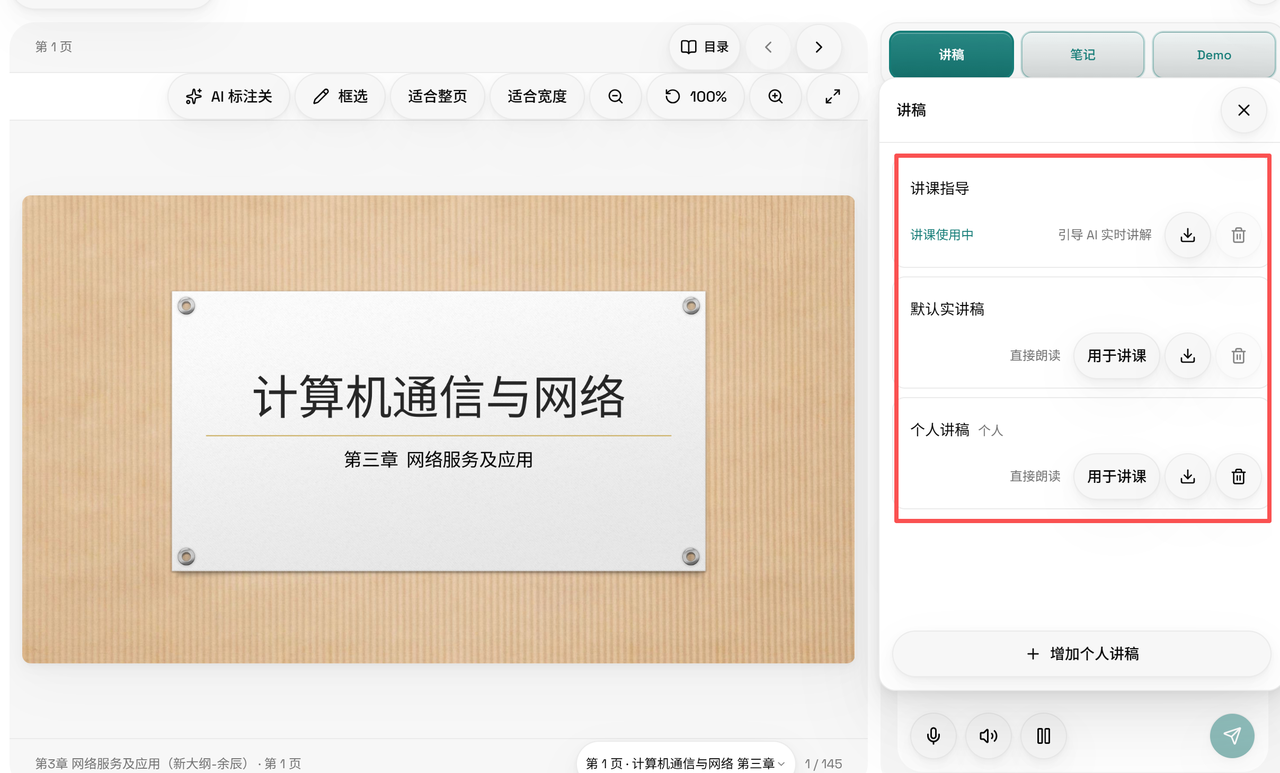 第 1 页
目录
讲稿
笔记
Demo
AI 标注关
框选
适合整页
适合宽度
100%
讲稿
讲课指导
讲课使用中
引导 AI 实时讲解
默认实讲稿
直接朗读
用于讲课
个人讲稿 个人
直接朗读
用于讲课
计算机通信与网络
第三章 网络服务及应用
增加个人讲稿
第3章 网络服务及应用（新大纲-余辰） · 第 1 页
第 1 页 · 计算机通信与网络 第三章
1 / 145